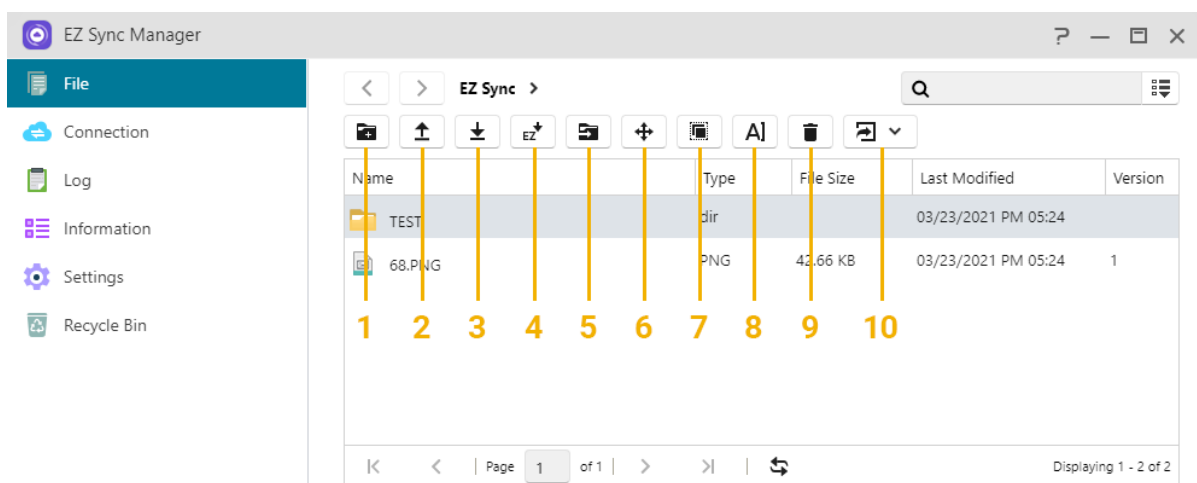 EZ Sync Manager
File
Connection
Log
Information
Settings
Recycle Bin
EZ Sync >
EZ
A]
Name Type File Size Last Modified Version
TEST dir 03/23/2021 PM 05:24
68.PNG PNG 42.66 KB 03/23/2021 PM 05:24 1
1 2 3 4 5 6 7 8 9 10
Page 1 of 1
Displaying 1 - 2 of 2